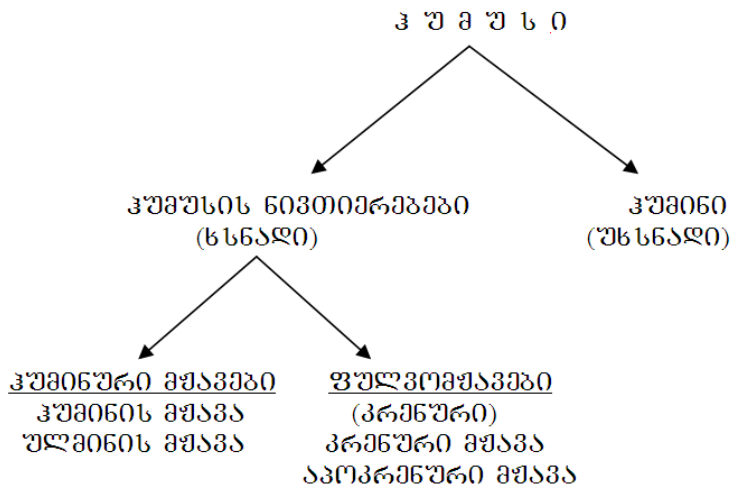 ჰ უ მ უ ს ი
ჰუმუსის ნივთიერებები
(ხსნადი)
ჰუმინი
(უხსნადი)
ჰუმინური მჟავები
ჰუმინის მჟავა
ულმინის მჟავა
ფულვომჟავები
(კრენური)
კრენური მჟავა
აპოკრენური მჟავა